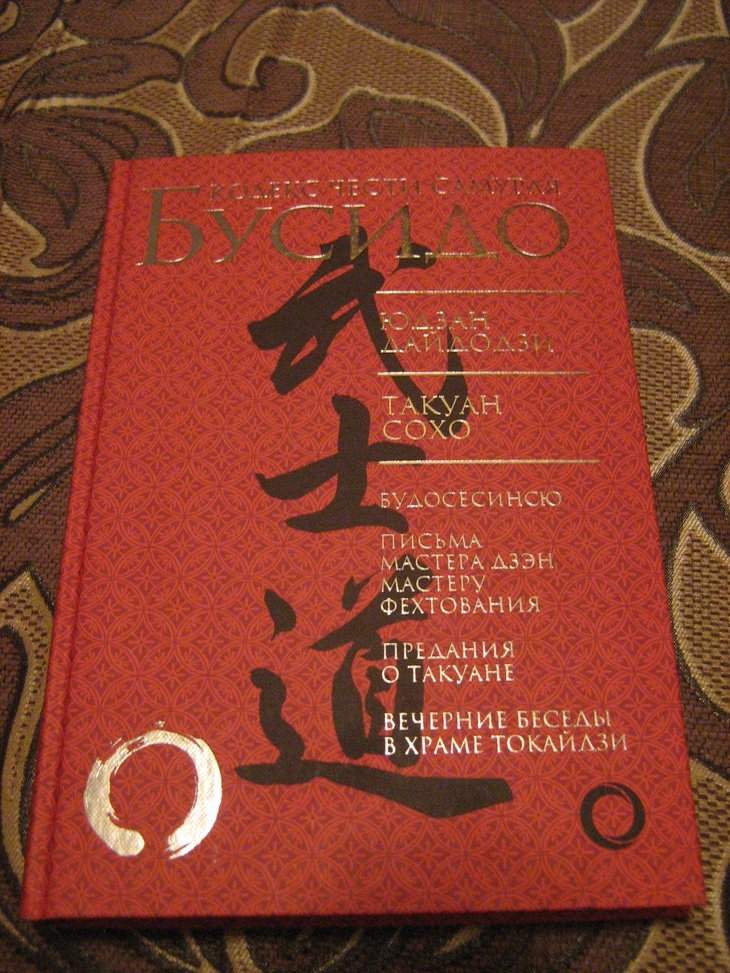 КОДЕКС ЧЕСТИ САМУРАЯ
БУСИДО
武士道
ЮДЗАН
ДАЙДОДЗИ
ТАКУАН
СОХО
БУДОСЕСИНСЮ
ПИСЬМА
МАСТЕРА ДЗЭН
МАСТЕРУ
ФЕХТОВАНИЯ
ПРЕДАНИЯ
О ТАКУАНЕ
ВЕЧЕРНИЕ БЕСЕДЫ
В ХРАМЕ ТОКАЙДЗИ